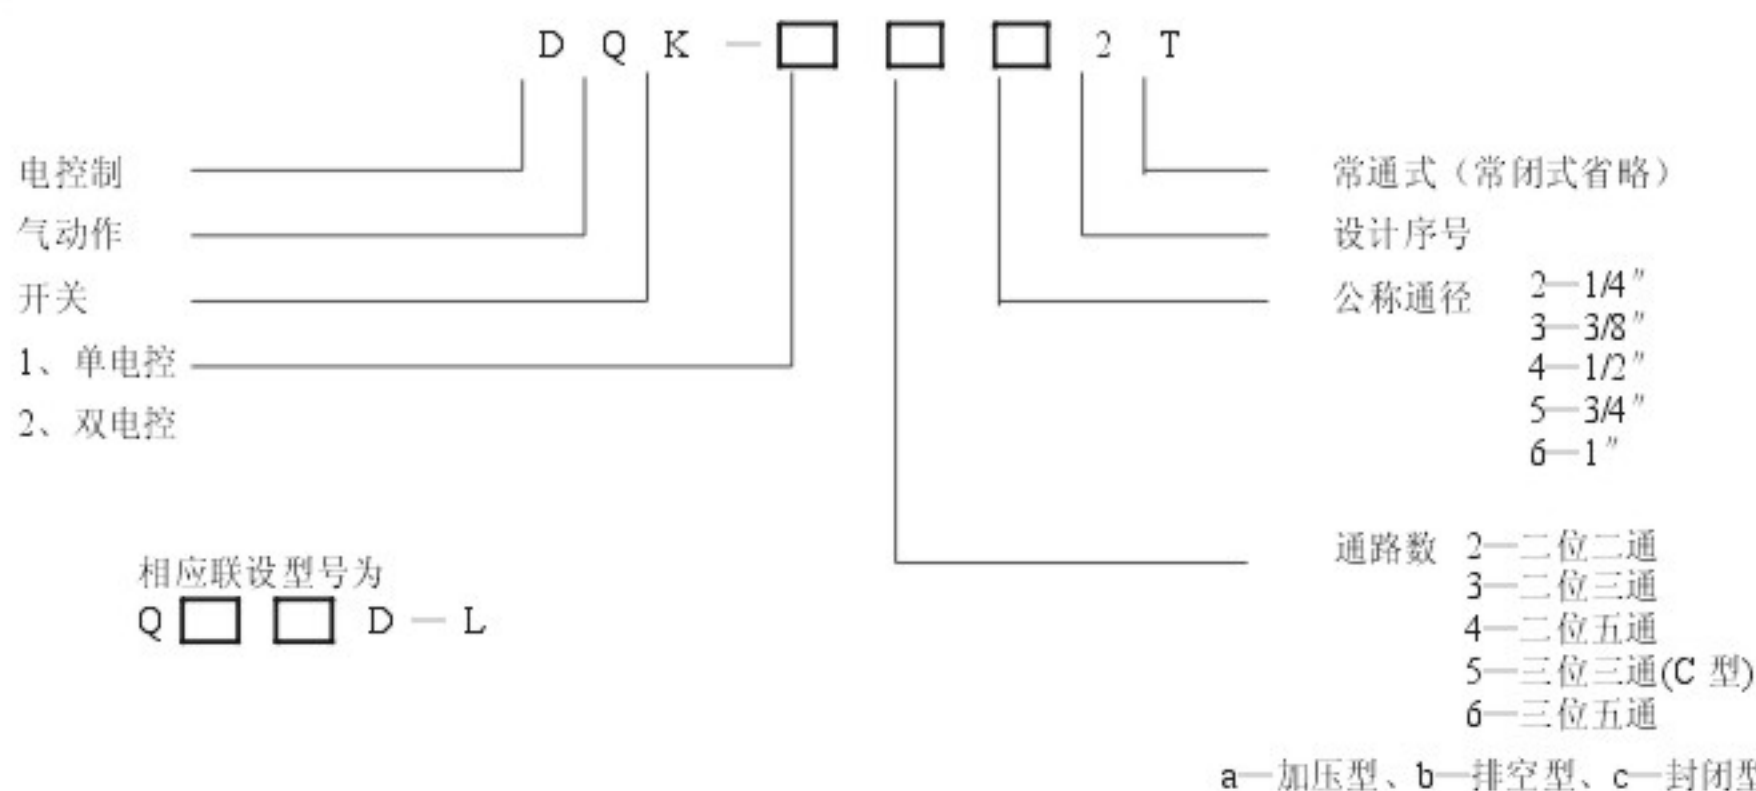 DQK—□ □ □ 2 T
电控制
气动作
开关
1、单电控
2、双电控
常通式（常闭式省略）
设计序号
公称通径 2—1/4″
3—3/8″
4—1/2″
5—3/4″
6—1″
通路数 2—二位二通
3—二位三通
4—二位五通
5—三位三通(C 型)
6—三位五通
a—加压型、b—排空型、c—封闭型
相应联设型号为
Q□ □ D—L